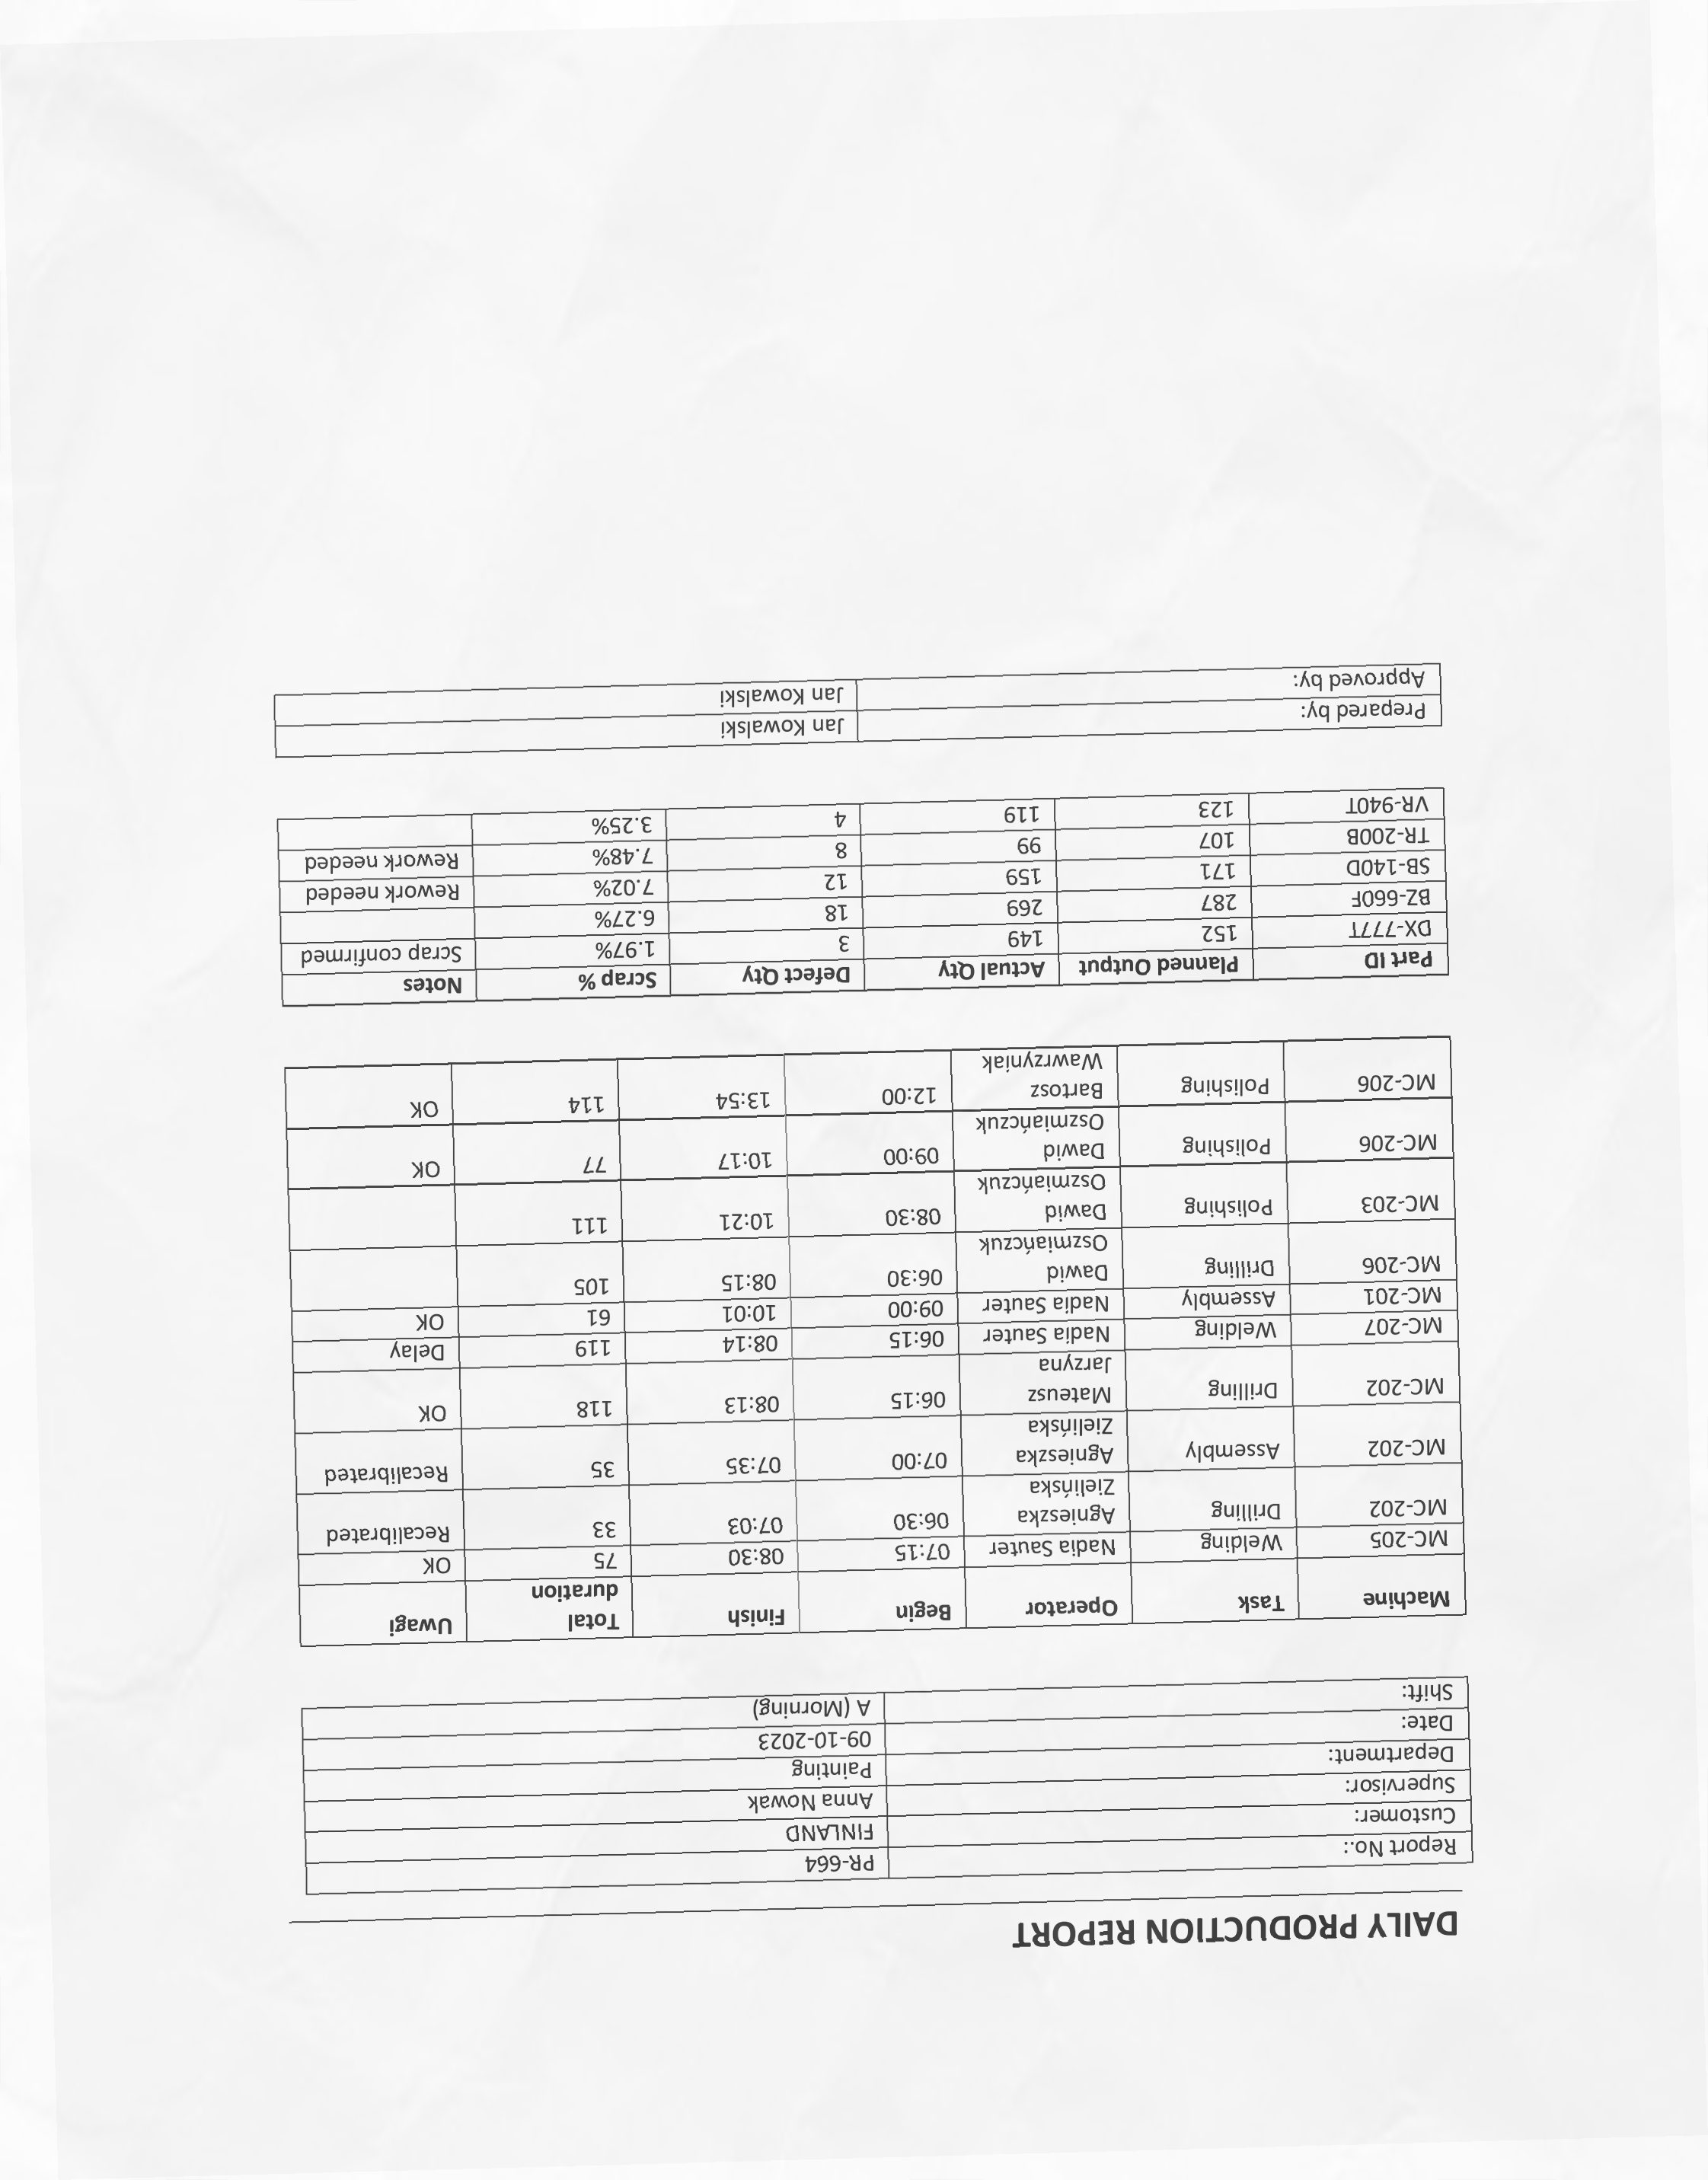 DAILY PRODUCTION REPORT
Report No.: PR-664
Customer: FINLAND
Supervisor: Anna Nowak
Department: Painting
Date: 09-10-2023
Shift: A (Morning)
Machine Task Operator Begin Finish Total duration Uwagi
MC-205 Welding Nadia Sauter 07:15 08:30 75 OK
MC-202 Drilling Agnieszka Zielińska 06:30 07:03 33 Recalibrated
MC-202 Assembly Agnieszka Zielińska 07:00 07:35 35 Recalibrated
MC-202 Drilling Mateusz Jarzyna 06:15 08:13 118 OK
MC-207 Welding Nadia Sauter 06:15 08:14 119 Delay
MC-201 Assembly Nadia Sauter 09:00 10:01 61 OK
MC-206 Drilling Dawid Oszmiańczuk 06:30 08:15 105
MC-203 Polishing Dawid Oszmiańczuk 08:30 10:21 111
MC-206 Polishing Dawid Oszmiańczuk 09:00 10:17 77 OK
MC-206 Polishing Bartosz Wawrzyniak 12:00 13:54 114 OK
Part ID Planned Output Actual Qty Defect Qty Scrap % Notes
DX-777T 152 149 3 1.97% Scrap confirmed
BZ-660F 287 269 18 6.27%
SB-140D 171 159 12 7.02% Rework needed
TR-200B 107 99 8 7.48% Rework needed
VR-940T 123 119 4 3.25%
Prepared by: Jan Kowalski
Approved by: Jan Kowalski